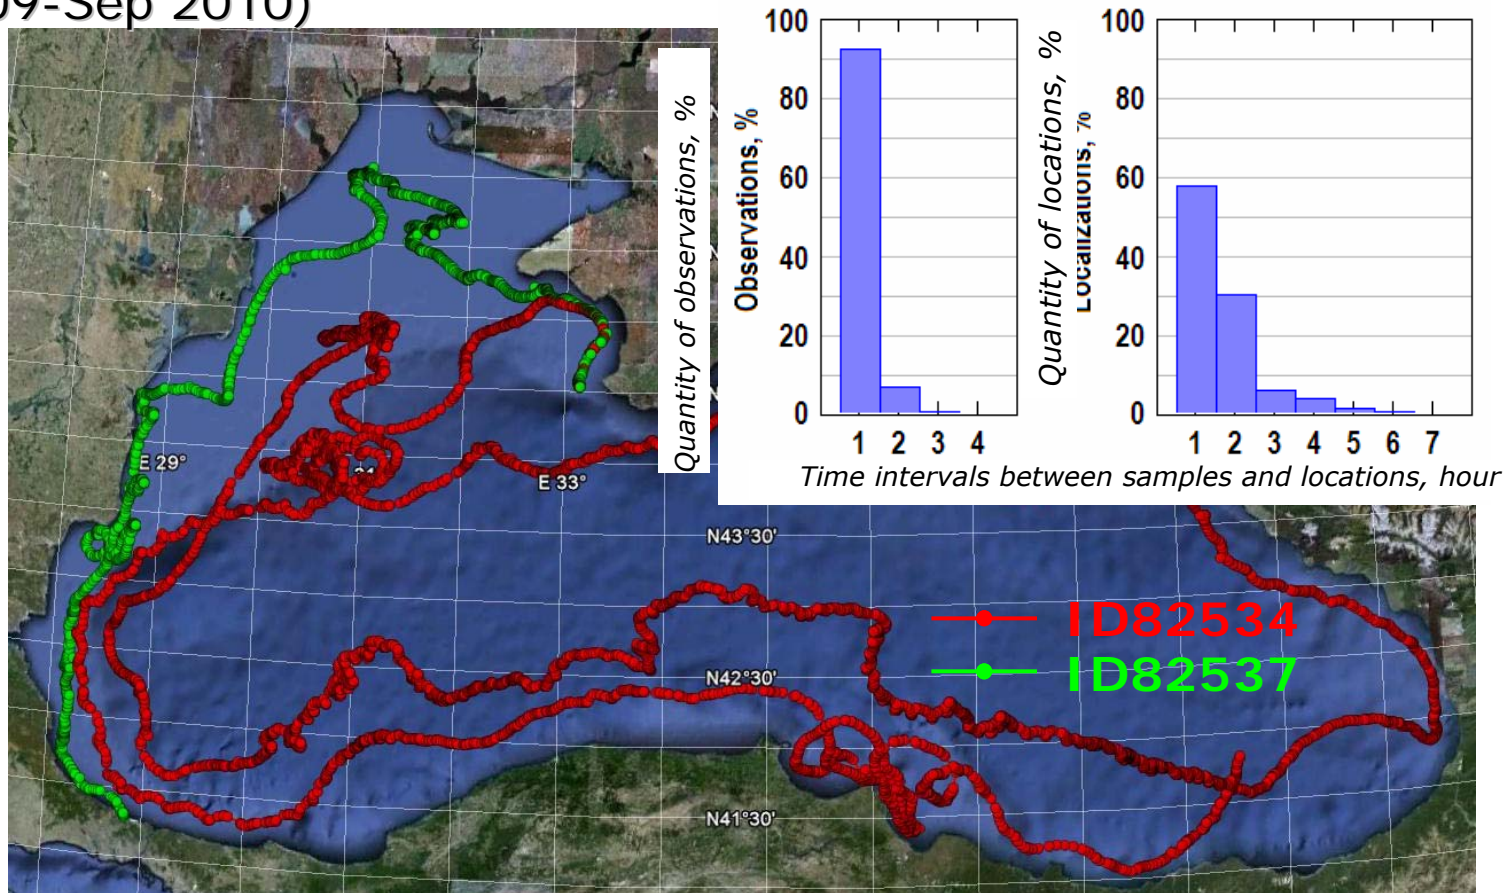 09-Sep 2010)
Quantity of observations, %
Observations, %
100
80
60
40
20
0
1 2 3 4
Quantity of locations, %
Localizations, %
100
80
60
40
20
0
1 2 3 4 5 6 7
Time intervals between samples and locations, hour
E 29°
E 33°
N43°30'
ID82534
N42°30'
ID82537
N41°30'